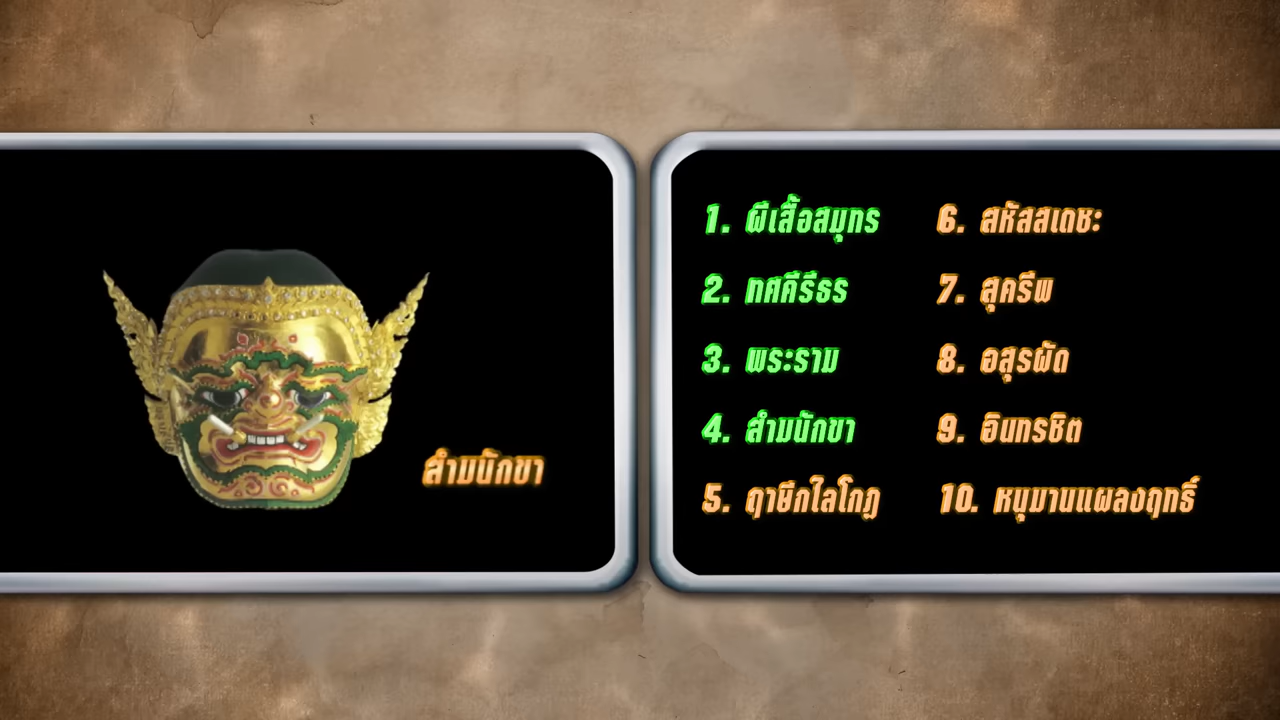 สำมนักขา
1. ผีเสื้อสมุทร
2. ทศคีรีธร
3. พระราม
4. สำมนักขา
5. ฤาษีกไลโกฏ
6. สหัสสเดชะ
7. สุครีพ
8. อสุรผัด
9. อินทรชิต
10. หนุมานแผลงฤทธิ์